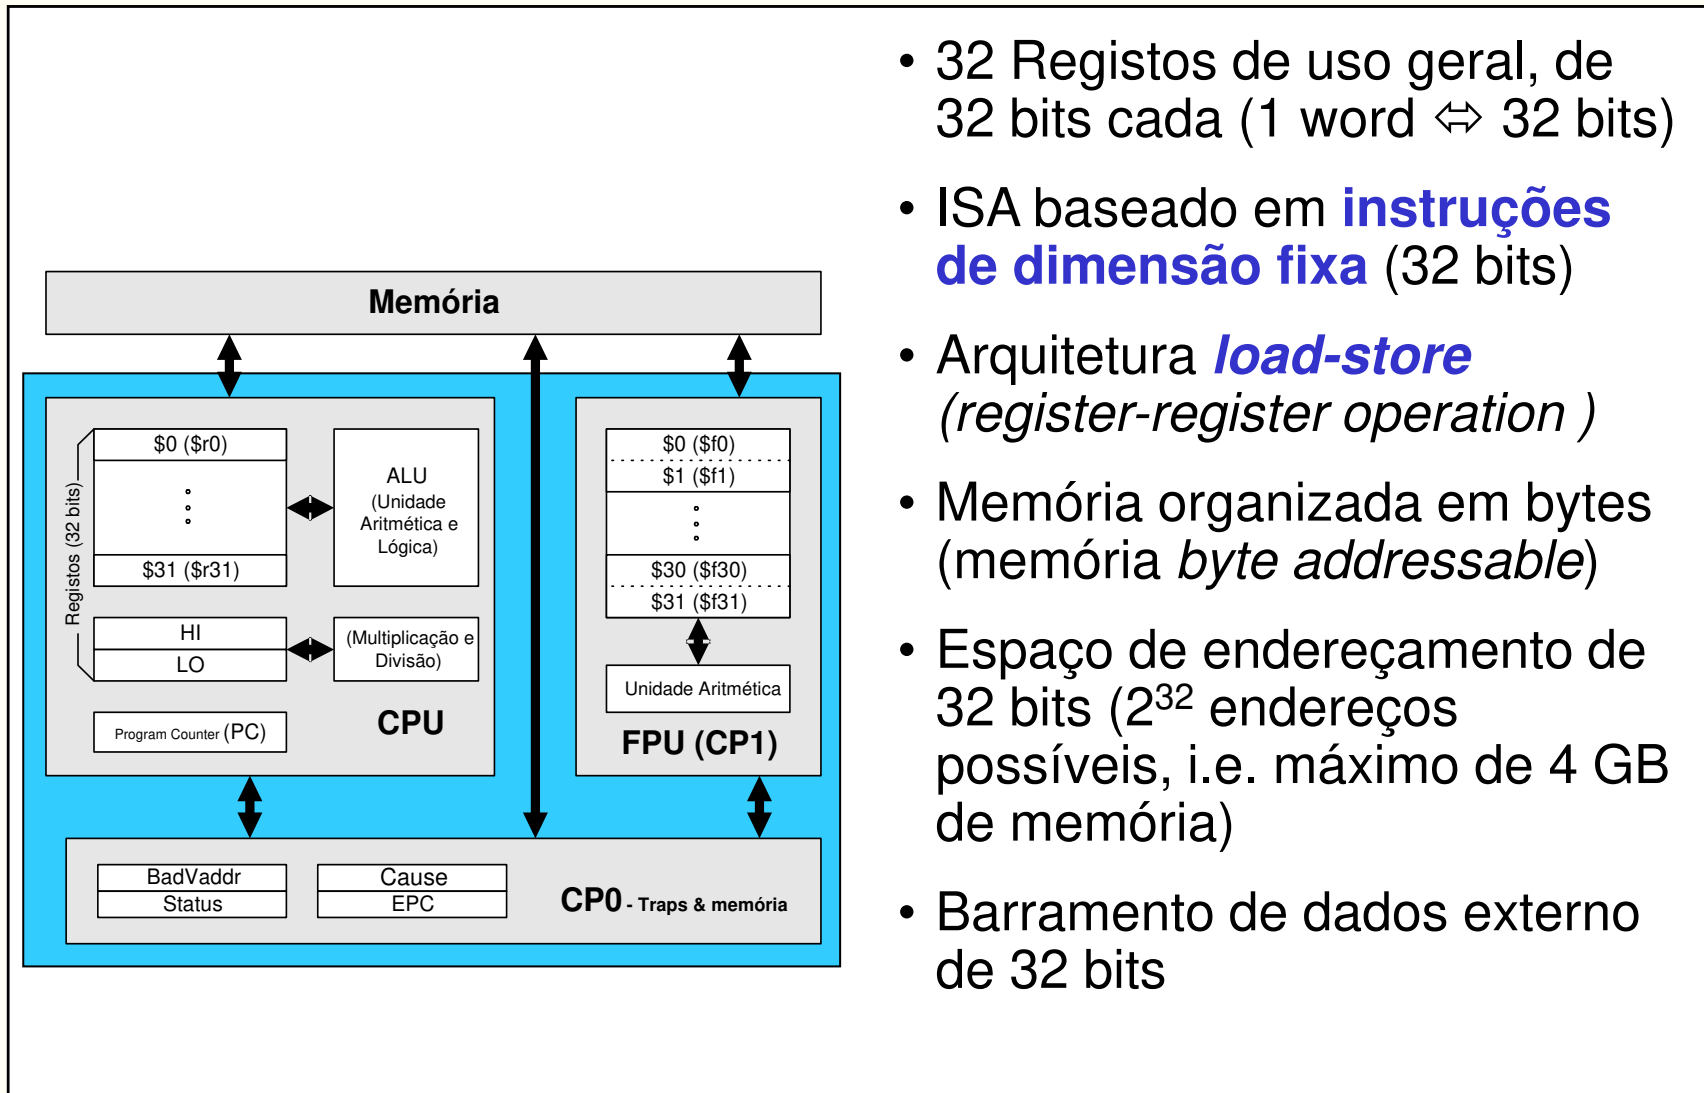 Memória
Registos (32 bits)
$0 ($r0)
$31 ($r31)
HI
LO
Program Counter (PC)
ALU
(Unidade
Aritmética e
Lógica)
(Multiplicação e
Divisão)
CPU
$0 ($f0)
$1 ($f1)
$30 ($f30)
$31 ($f31)
Unidade Aritmética
FPU (CP1)
BadVaddr
Status
Cause
EPC
CP0 - Traps & memória
• 32 Registos de uso geral, de
32 bits cada (1 word ⇔ 32 bits)
• ISA baseado em instruções
de dimensão fixa (32 bits)
• Arquitetura load-store
(register-register operation )
• Memória organizada em bytes
(memória byte addressable)
• Espaço de endereçamento de
32 bits (2³² endereços
possíveis, i.e. máximo de 4 GB
de memória)
• Barramento de dados externo
de 32 bits